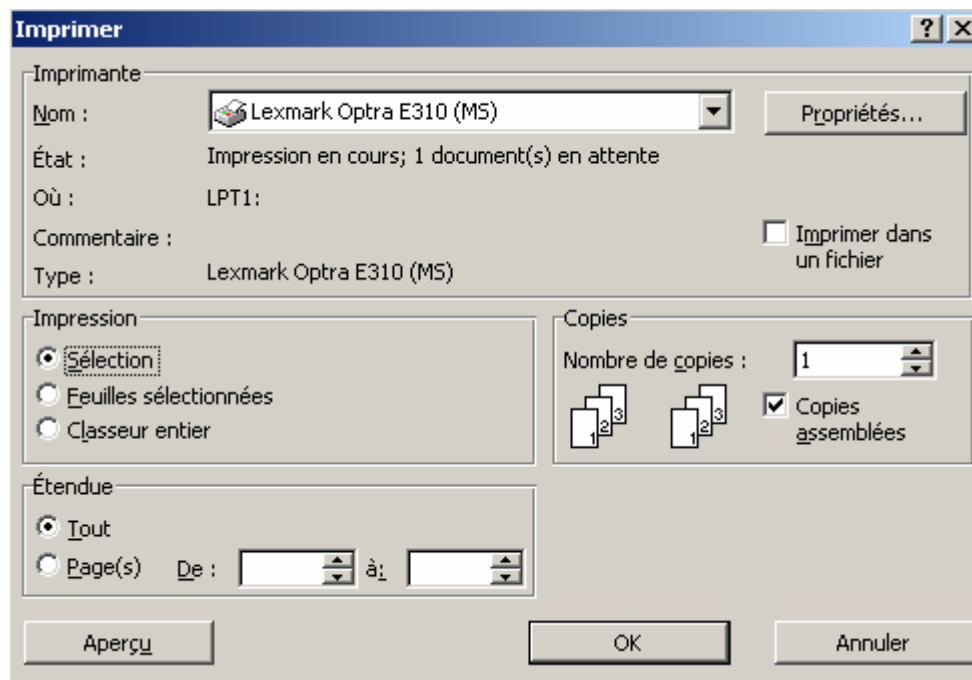 Imprimer
Imprimante
Nom : Lexmark Optra E310 (MS) Propriétés...
État : Impression en cours; 1 document(s) en attente
Où : LPT1:
Commentaire :
Imprimer dans
un fichier
Type : Lexmark Optra E310 (MS)
Impression
Sélection
Feuilles sélectionnées
Classeur entier
Copies
Nombre de copies : 1
1 2 3 1 2 3
Copies
assemblées
Étendue
Tout
Page(s) De : à:
Aperçu OK Annuler